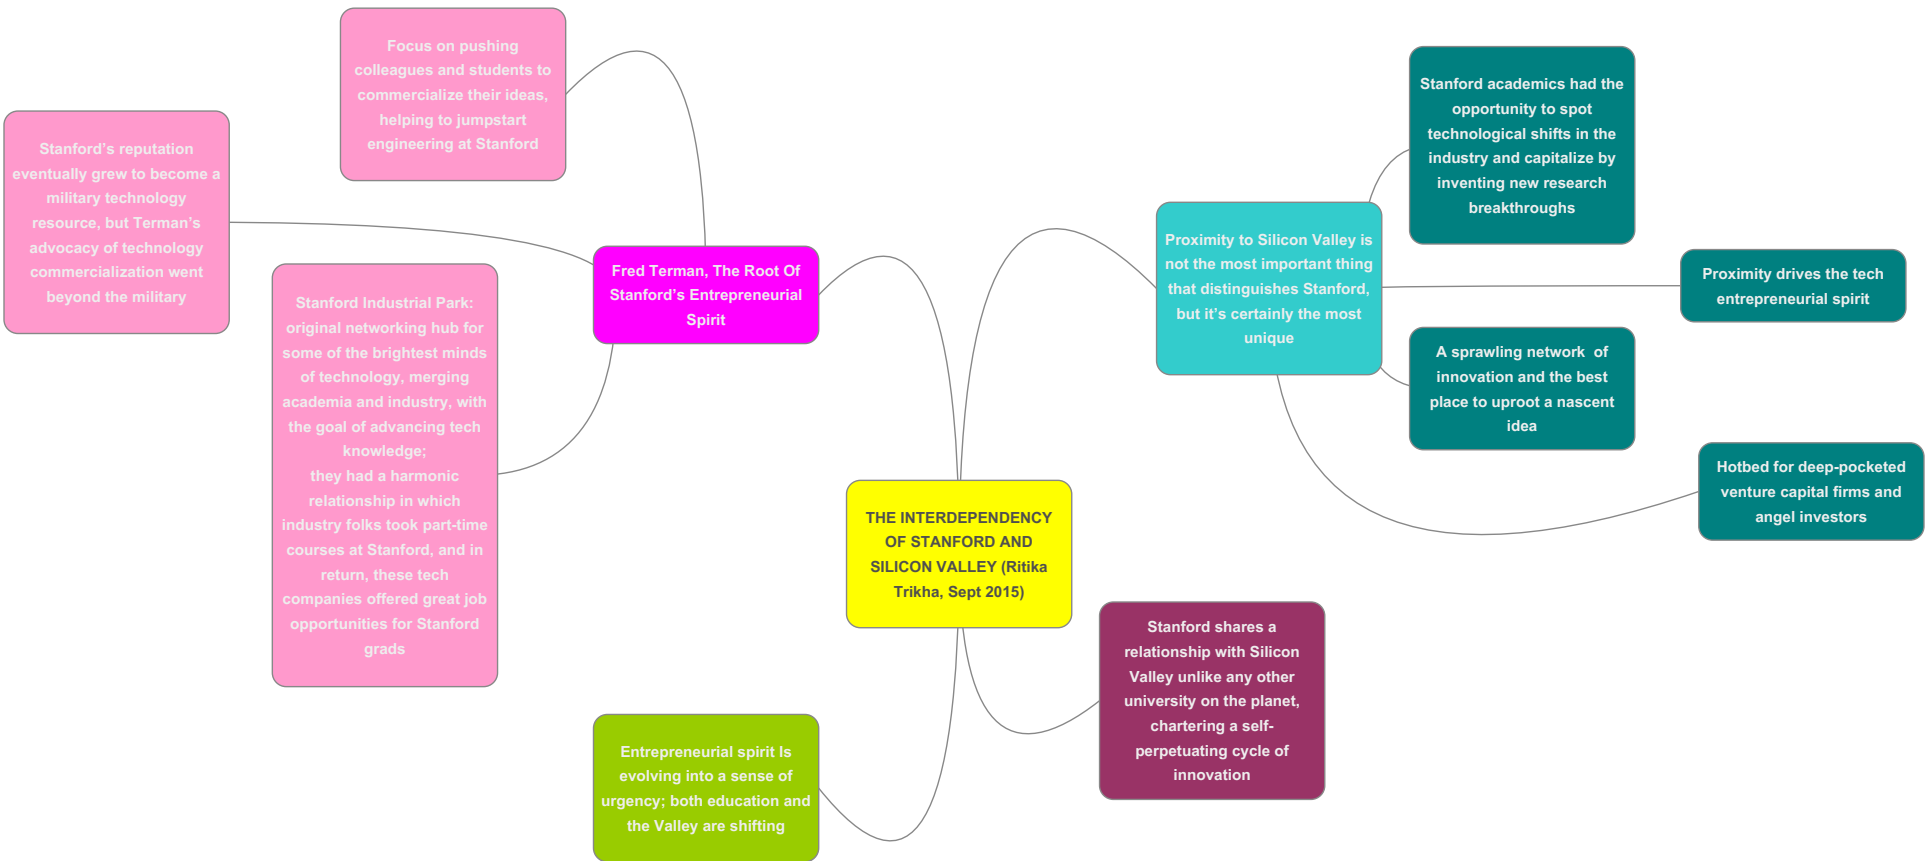 Focus on pushing
colleagues and students to
commercialize their ideas,
helping to jumpstart
engineering at Stanford
Stanford's reputation
eventually grew to become a
military technology
resource, but Terman's
advocacy of technology
commercialization went
beyond the military
Stanford Industrial Park:
original networking hub for
some of the brightest minds
of technology, merging
academia and industry, with
the goal of advancing tech
knowledge;
they had a harmonic
relationship in which
industry folks took part-time
courses at Stanford, and in
return, these tech
companies offered great job
opportunities for Stanford
grads
Fred Terman, The Root Of
Stanford's Entrepreneurial
Spirit
THE INTERDEPENDENCY
OF STANFORD AND
SILICON VALLEY (Ritika
Trikha, Sept 2015)
Entrepreneurial spirit Is
evolving into a sense of
urgency; both education and
the Valley are shifting
Stanford shares a
relationship with Silicon
Valley unlike any other
university on the planet,
chartering a self-
perpetuating cycle of
innovation
Proximity to Silicon Valley is
not the most important thing
that distinguishes Stanford,
but it's certainly the most
unique
Stanford academics had the
opportunity to spot
technological shifts in the
industry and capitalize by
inventing new research
breakthroughs
Proximity drives the tech
entrepreneurial spirit
A sprawling network  of
innovation and the best
place to uproot a nascent
idea
Hotbed for deep-pocketed
venture capital firms and
angel investors